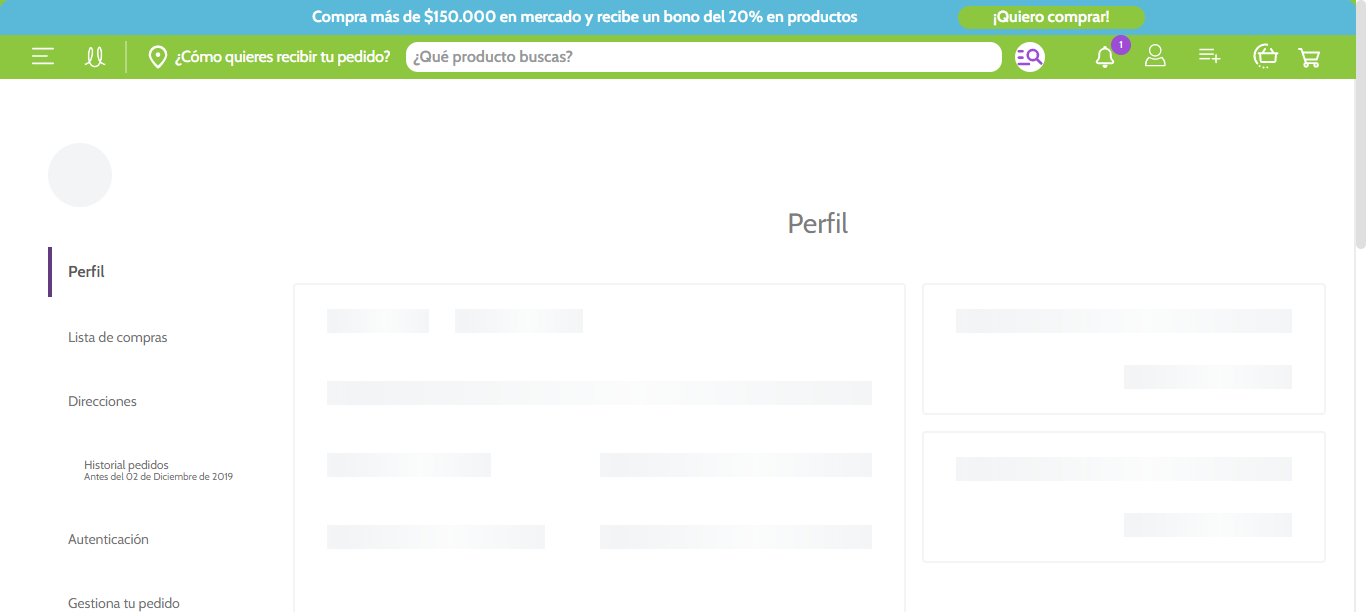 Compra más de $150.000 en mercado y recibe un bono del 20% en productos
¡Quiero comprar!
¿Cómo quieres recibir tu pedido?
¿Qué producto buscas?
1
Perfil
Perfil
Lista de compras
Direcciones
Historial pedidos
Antes del 02 de Diciembre de 2019
Autenticación
Gestiona tu pedido